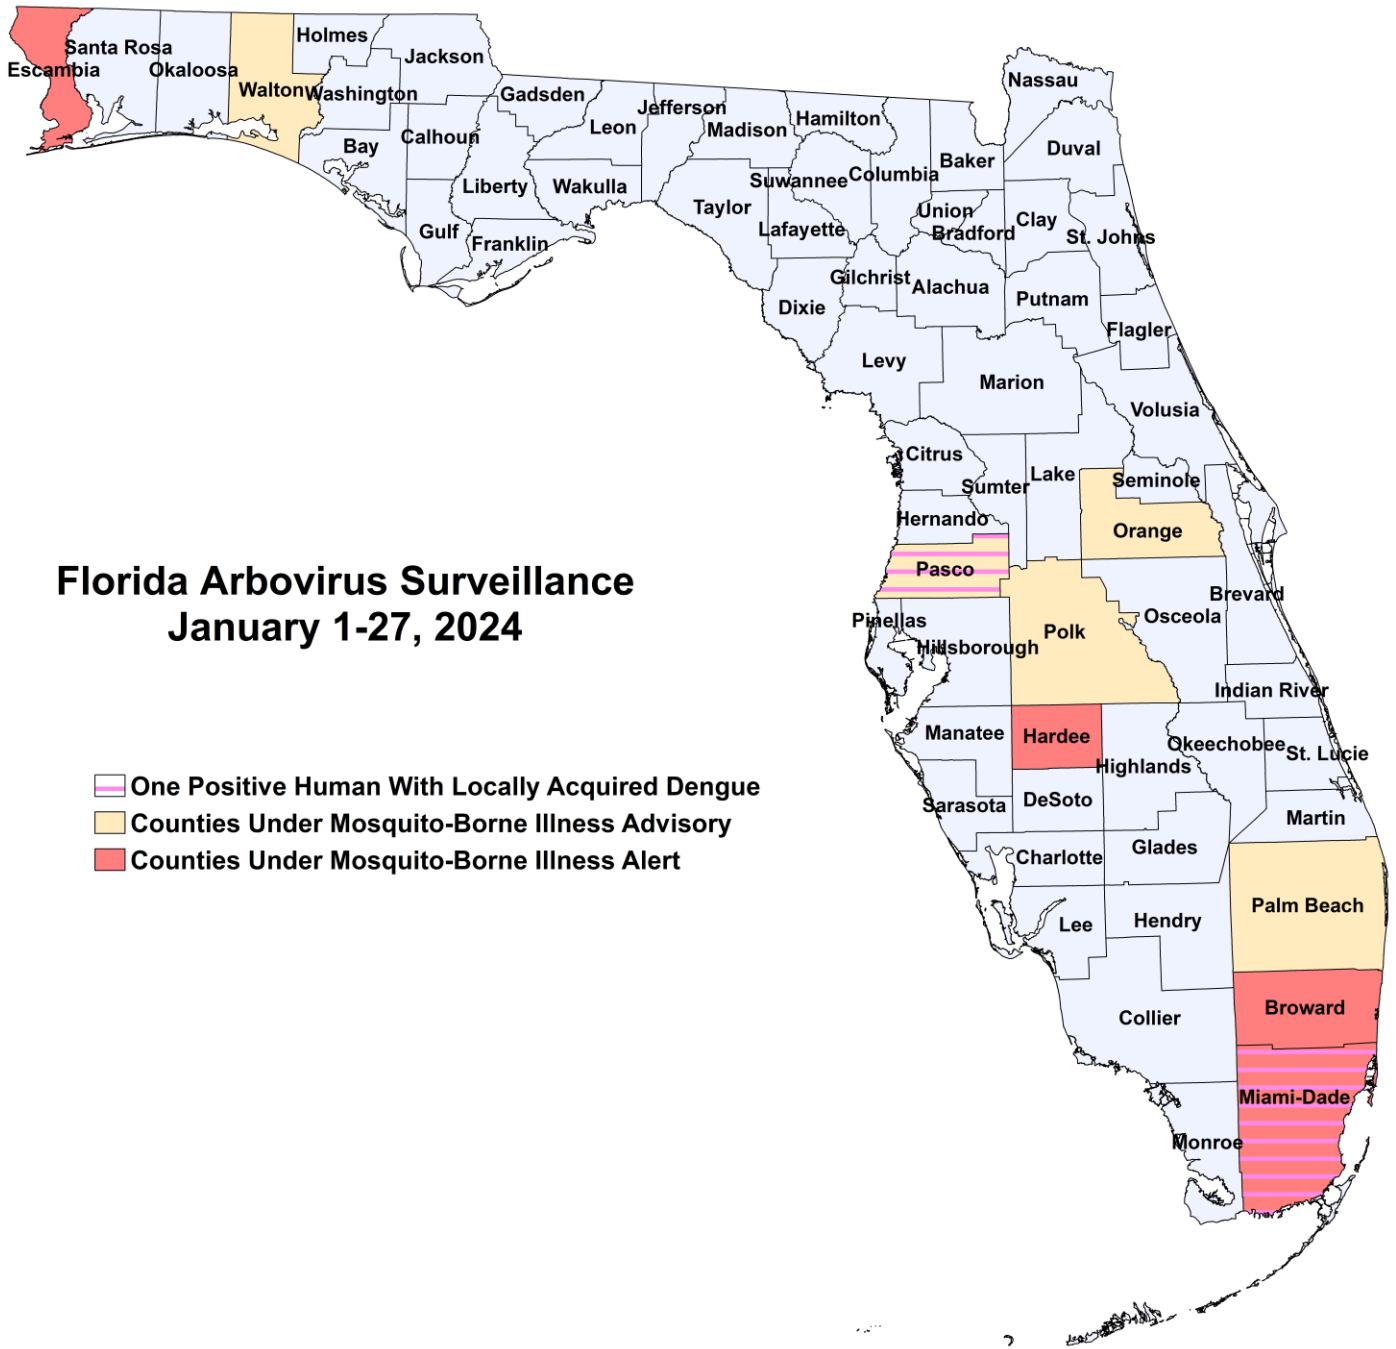 Holmes
Santa Rosa
Jackson
Escambia
Okaloosa
Nassau
Walton
Washington
Gadsden
Jefferson
Hamilton
Leon
Madison
Calhoun
Bay
Duval
Baker
Suwannee
Columbia
Liberty
Wakulla
Taylor
Union
Clay
Lafayette
Bradford
St. Johns
Gulf
Franklin
Gilchrist
Alachua
Putnam
Dixie
Flagler
Levy
Marion
Volusia
Citrus
Lake
Seminole
Sumter
Hernando
Orange
Pasco
Florida Arbovirus Surveillance
January 1-27, 2024
Brevard
Osceola
Pinellas
Polk
Hillsborough
Indian River
Manatee
Hardee
Okeechobee
St. Lucie
Highlands
One Positive Human With Locally Acquired Dengue
Counties Under Mosquito-Borne Illness Advisory
Counties Under Mosquito-Borne Illness Alert
Sarasota
DeSoto
Martin
Charlotte
Glades
Palm Beach
Lee
Hendry
Broward
Collier
Miami-Dade
Monroe